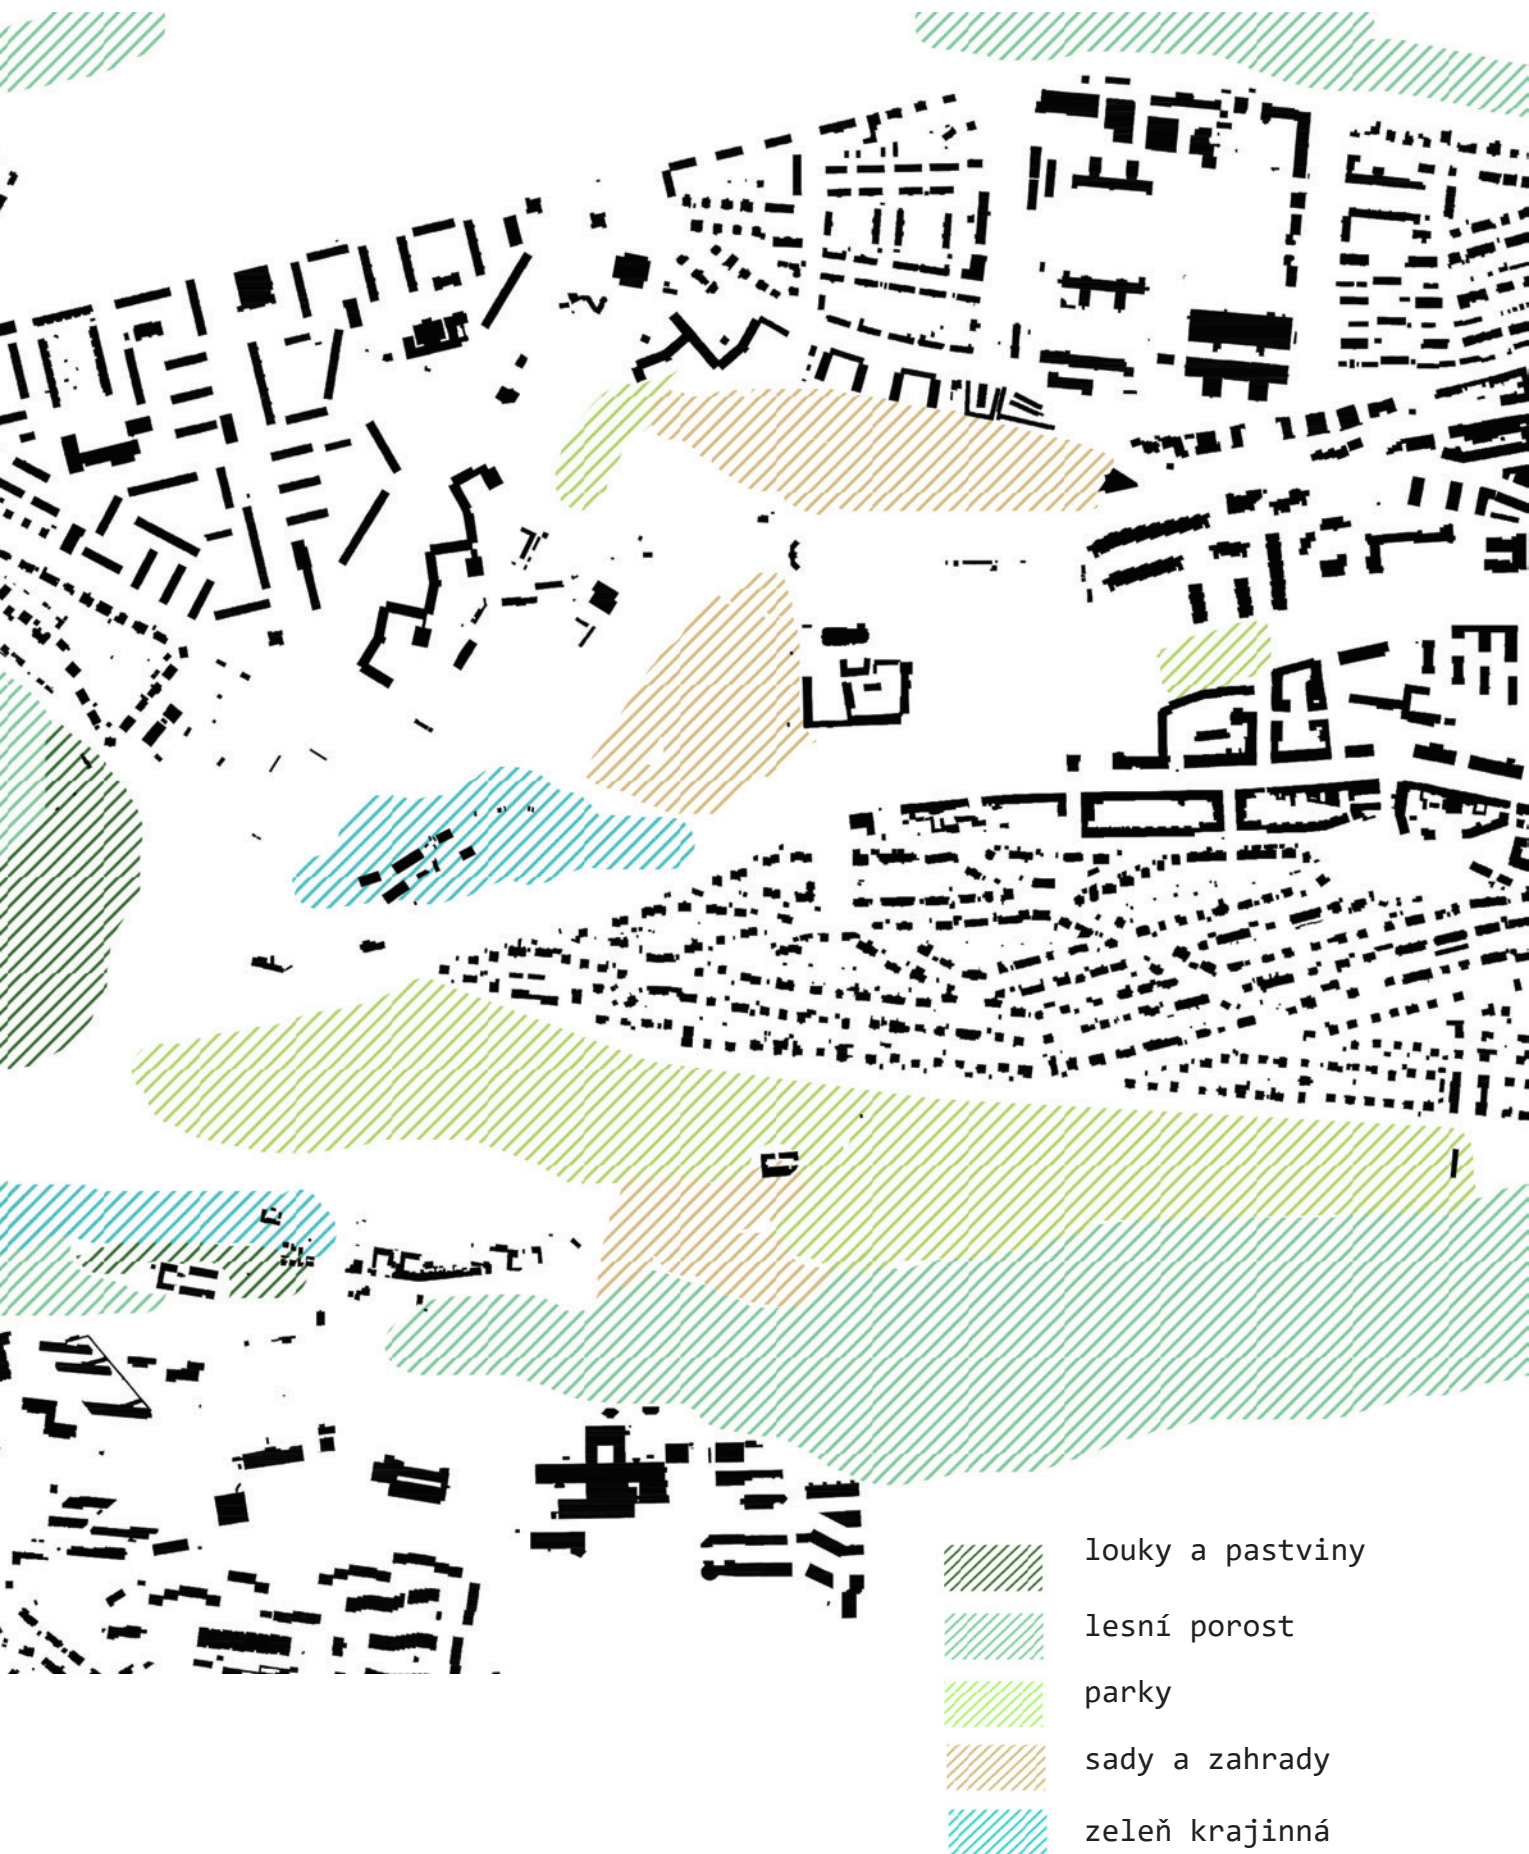 louky a pastviny
lesní porost
parky
sady a zahrady
zeleň krajinná